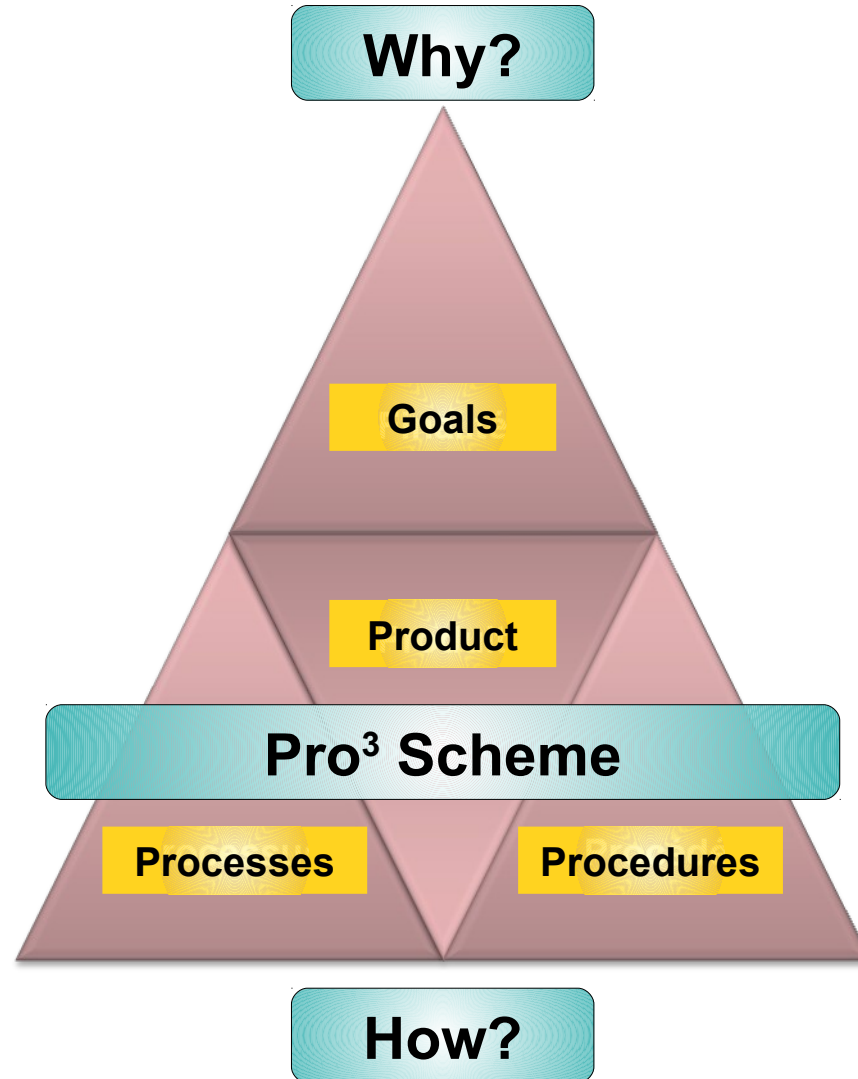 Why?
Goals
Product
Pro³ Scheme
Processes
Procedures
How?